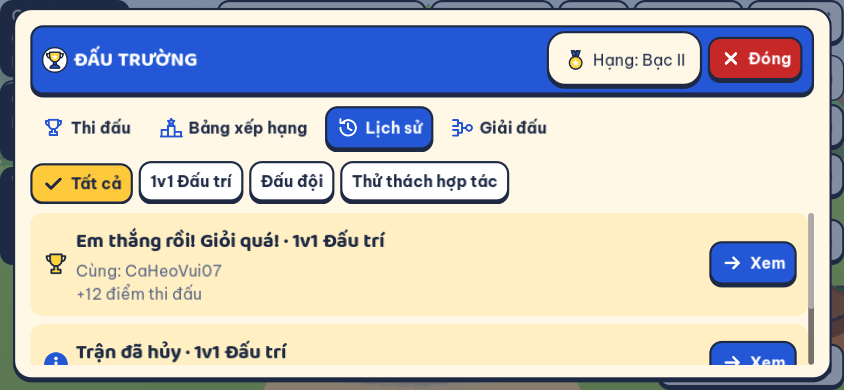 ĐẤU TRƯỜNG
Hạng: Bạc II
Đóng
Thi đấu
Bảng xếp hạng
Lịch sử
Giải đấu
Tất cả
1v1 Đấu trí
Đấu đội
Thử thách hợp tác
Em thắng rồi! Giỏi quá! · 1v1 Đấu trí
Cùng: CaHeoVui07
+12 điểm thi đấu
Xem
Trận đã hủy · 1v1 Đấu trí
Xem